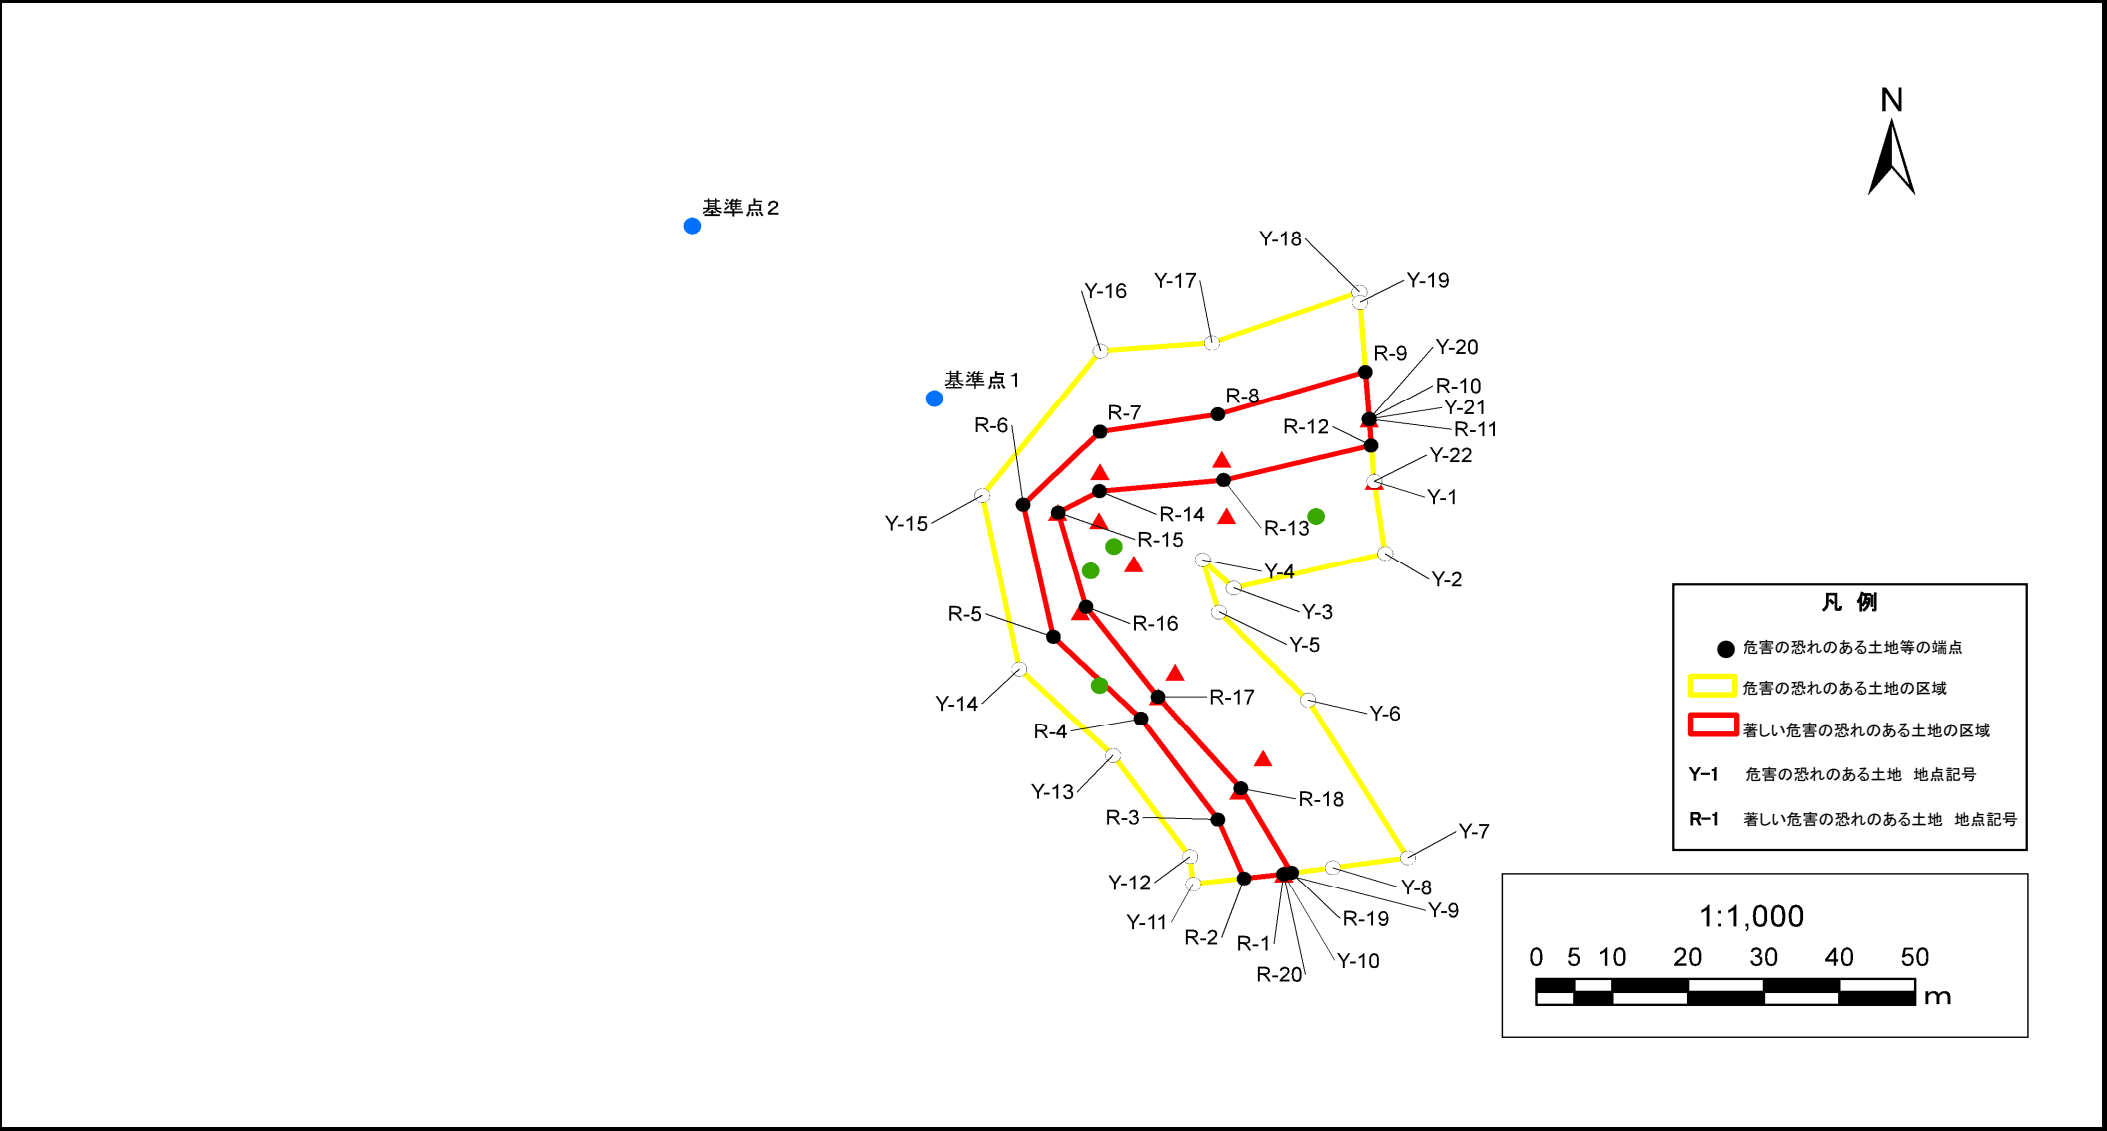 N
基準点2
Y-18
Y-17
Y-19
Y-16
R-9
Y-20
基準点1
R-10
R-8
Y-21
R-7
R-6
R-12
R-11
Y-22
Y-1
R-14
Y-15
R-13
R-15
Y-4
Y-2
Y-3
R-5
R-16
Y-5
R-17
Y-14
Y-6
R-4
Y-13
R-18
R-3
Y-7
Y-12
Y-8
Y-9
R-19
Y-11
R-2
R-1
Y-10
R-20
凡 例
危害の恐れのある土地等の端点
危害の恐れのある土地の区域
著しい危害の恐れのある土地の区域
Y-1 危害の恐れのある土地 地点記号
R-1 著しい危害の恐れのある土地 地点記号
1:1,000
0 5 10 20 30 40 50
m